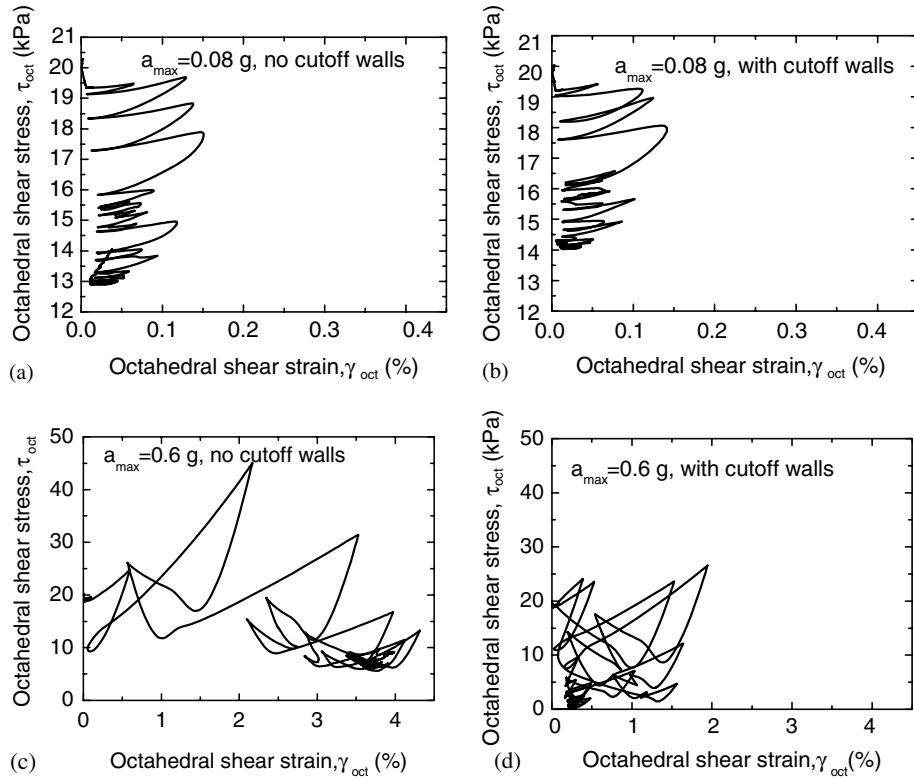 Octahedral shear stress, τoct (kPa)
21
20
19
18
17
16
15
14
13
12
amax=0.08 g, no cutoff walls
0.0 0.1 0.2 0.3 0.4
(a)
Octahedral shear strain,γ oct (%)
Octahedral shear stress, τoct (kPa)
21
20
19
18
17
16
15
14
13
12
amax=0.08 g, with cutoff walls
0.0 0.1 0.2 0.3 0.4
(b)
Octahedral shear strain,γ oct (%)
Octahedral shear stress, τoct
50
40
30
20
10
0
amax=0.6 g, no cutoff walls
0 1 2 3 4
(c)
Octahedral shear strain,γ oct (%)
Octahedral shear stress, τoct (kPa)
50
40
30
20
10
0
amax=0.6 g, with cutoff walls
0 1 2 3 4
(d)
Octahedral shear strain,γ oct (%)